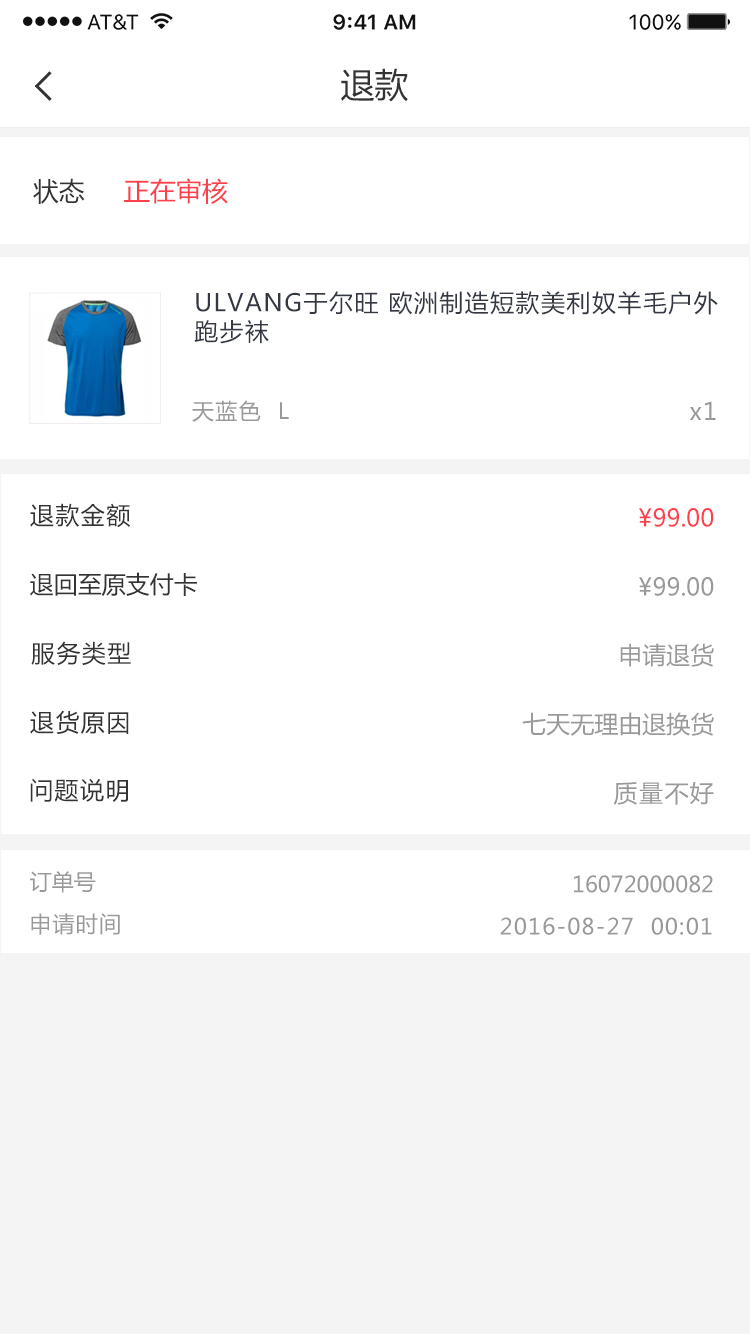 AT&T 9:41 AM 100%
退款
状态 正在审核
ULVANG于尔旺 欧洲制造短款美利奴羊毛户外
跑步袜
天蓝色 L x1
退款金额 ¥99.00
退回至原支付卡 ¥99.00
服务类型 申请退货
退货原因 七天无理由退换货
问题说明 质量不好
订单号 16072000082
申请时间 2016-08-27 00:01